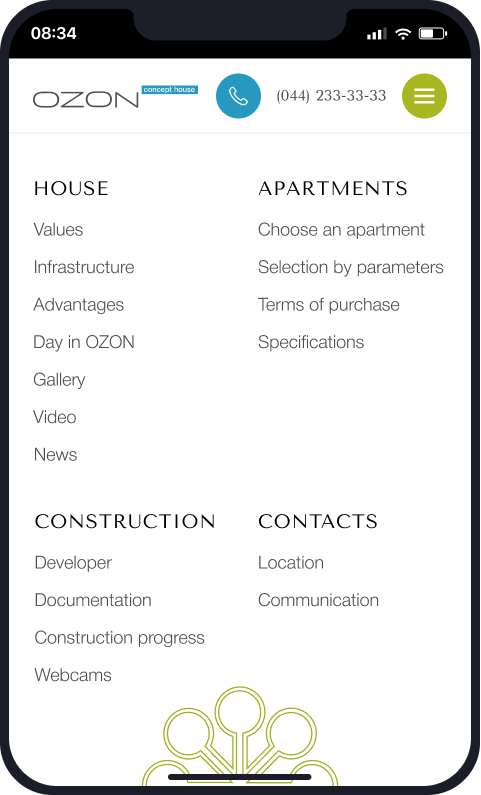 08:34
OZON concept house
(044) 233-33-33
HOUSE
Values
Infrastructure
Advantages
Day in OZON
Gallery
Video
News
APARTMENTS
Choose an apartment
Selection by parameters
Terms of purchase
Specifications
CONSTRUCTION
Developer
Documentation
Construction progress
Webcams
CONTACTS
Location
Communication